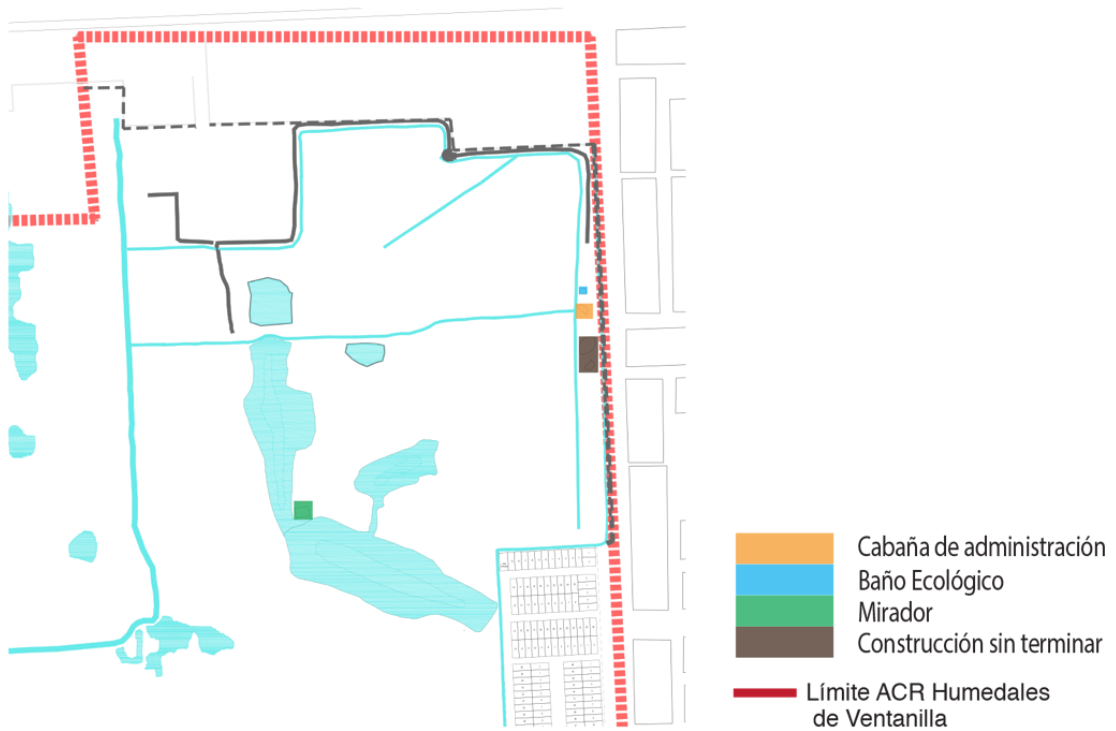 Cabaña de administración
Baño Ecológico
Mirador
Construcción sin terminar
Límite ACR Humedales
de Ventanilla